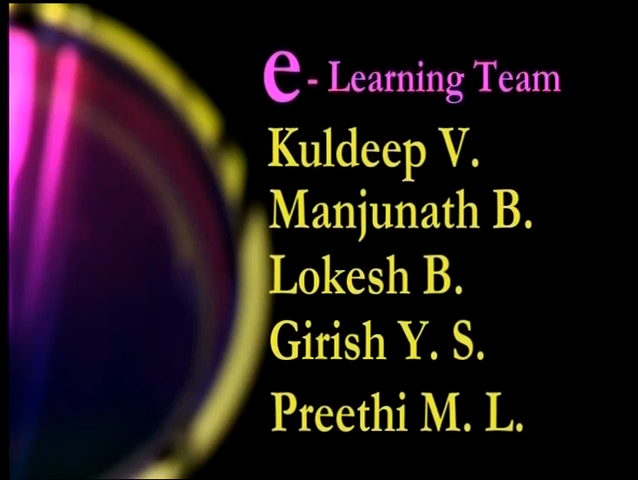 e - Learning Team
Kuldeep V.
Manjunath B.
Lokesh B.
Girish Y. S.
Preethi M. L.